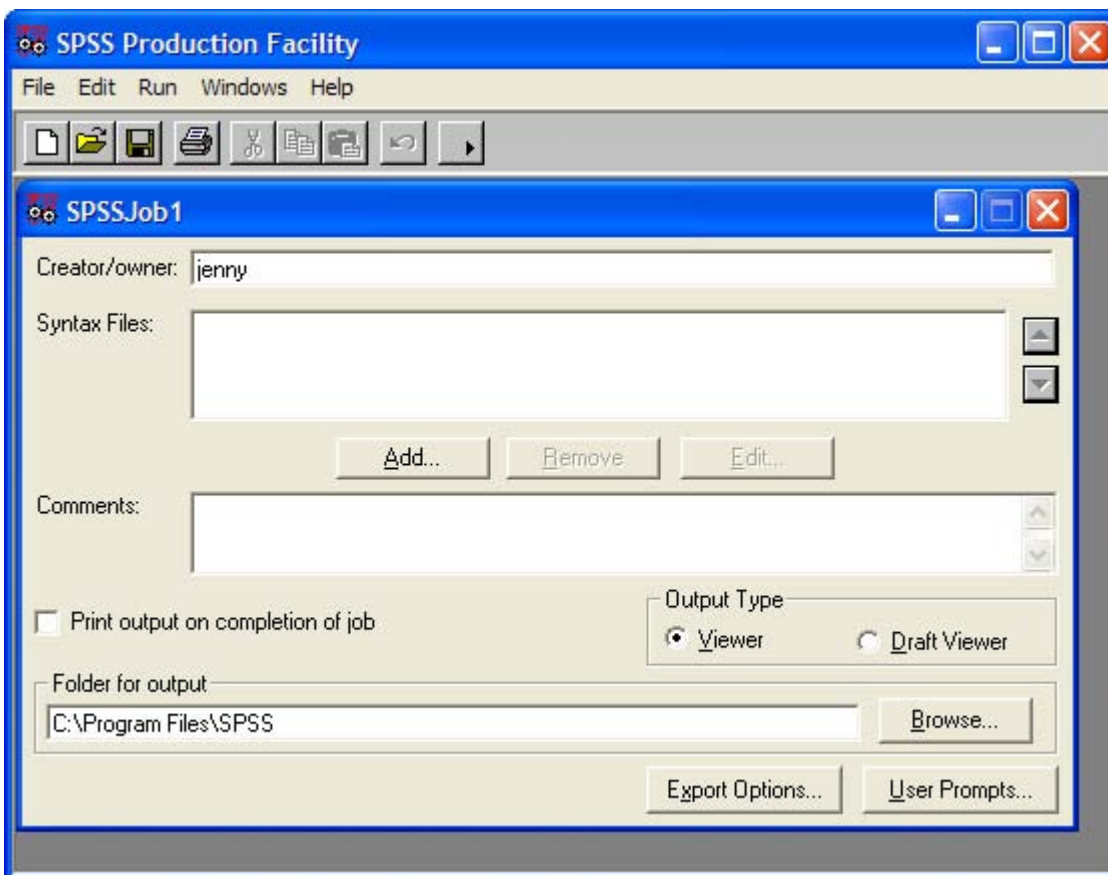 SPSS Production Facility
File Edit Run Windows Help
SPSSJob1
Creator/owner: jenny
Syntax Files:
Add... Remove Edit...
Comments:
Print output on completion of job
Output Type
Viewer Draft Viewer
Folder for output
C:\Program Files\SPSS Browse...
Export Options... User Prompts...